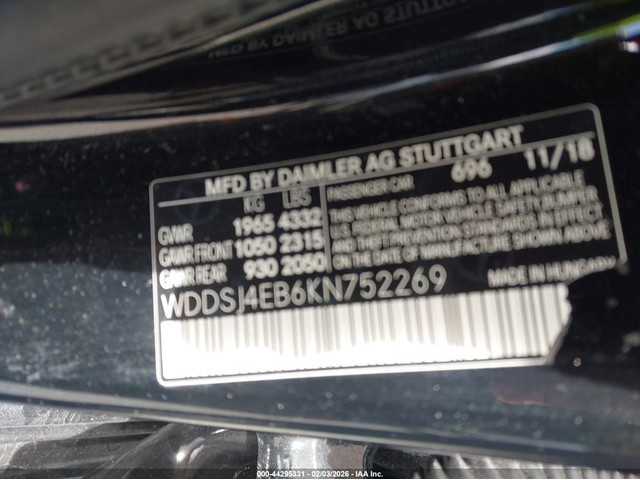 MFD BY DAIMLER AG STUTTGART
KG LBS PASSENGER CAR 696 11/18
GVWR 1965 4332
GAWR FRONT 1050 2315
GAWR REAR 930 2050
THIS VEHICLE CONFORMS TO ALL APPLICABLE
U.S. FEDERAL MOTOR VEHICLE SAFETY, BUMPER,
AND THEFT PREVENTION STANDARDS IN EFFECT
ON THE DATE OF MANUFACTURE SHOWN ABOVE
WDDSJ4EB6KN752269 MADE IN HUNGARY
000-44295331 - 02/03/2026 - IAA Inc.